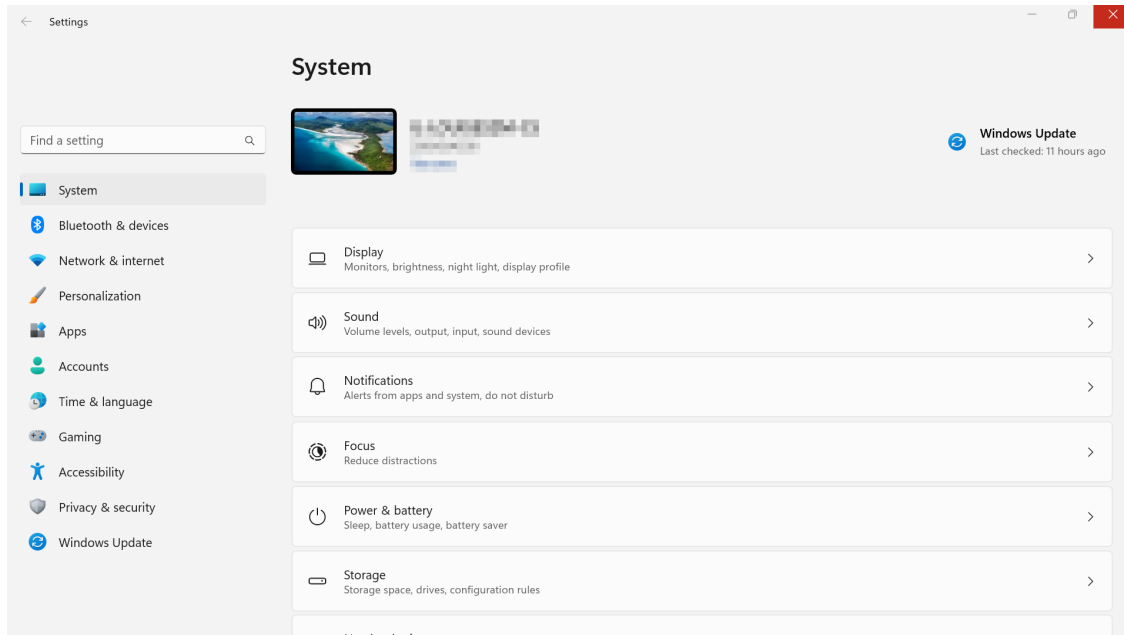 Settings
System
Find a setting
Windows Update
Last checked: 11 hours ago
System
Bluetooth & devices
Network & internet
Personalization
Apps
Accounts
Time & language
Gaming
Accessibility
Privacy & security
Windows Update
Display
Monitors, brightness, night light, display profile
Sound
Volume levels, output, input, sound devices
Notifications
Alerts from apps and system, do not disturb
Focus
Reduce distractions
Power & battery
Sleep, battery usage, battery saver
Storage
Storage space, drives, configuration rules